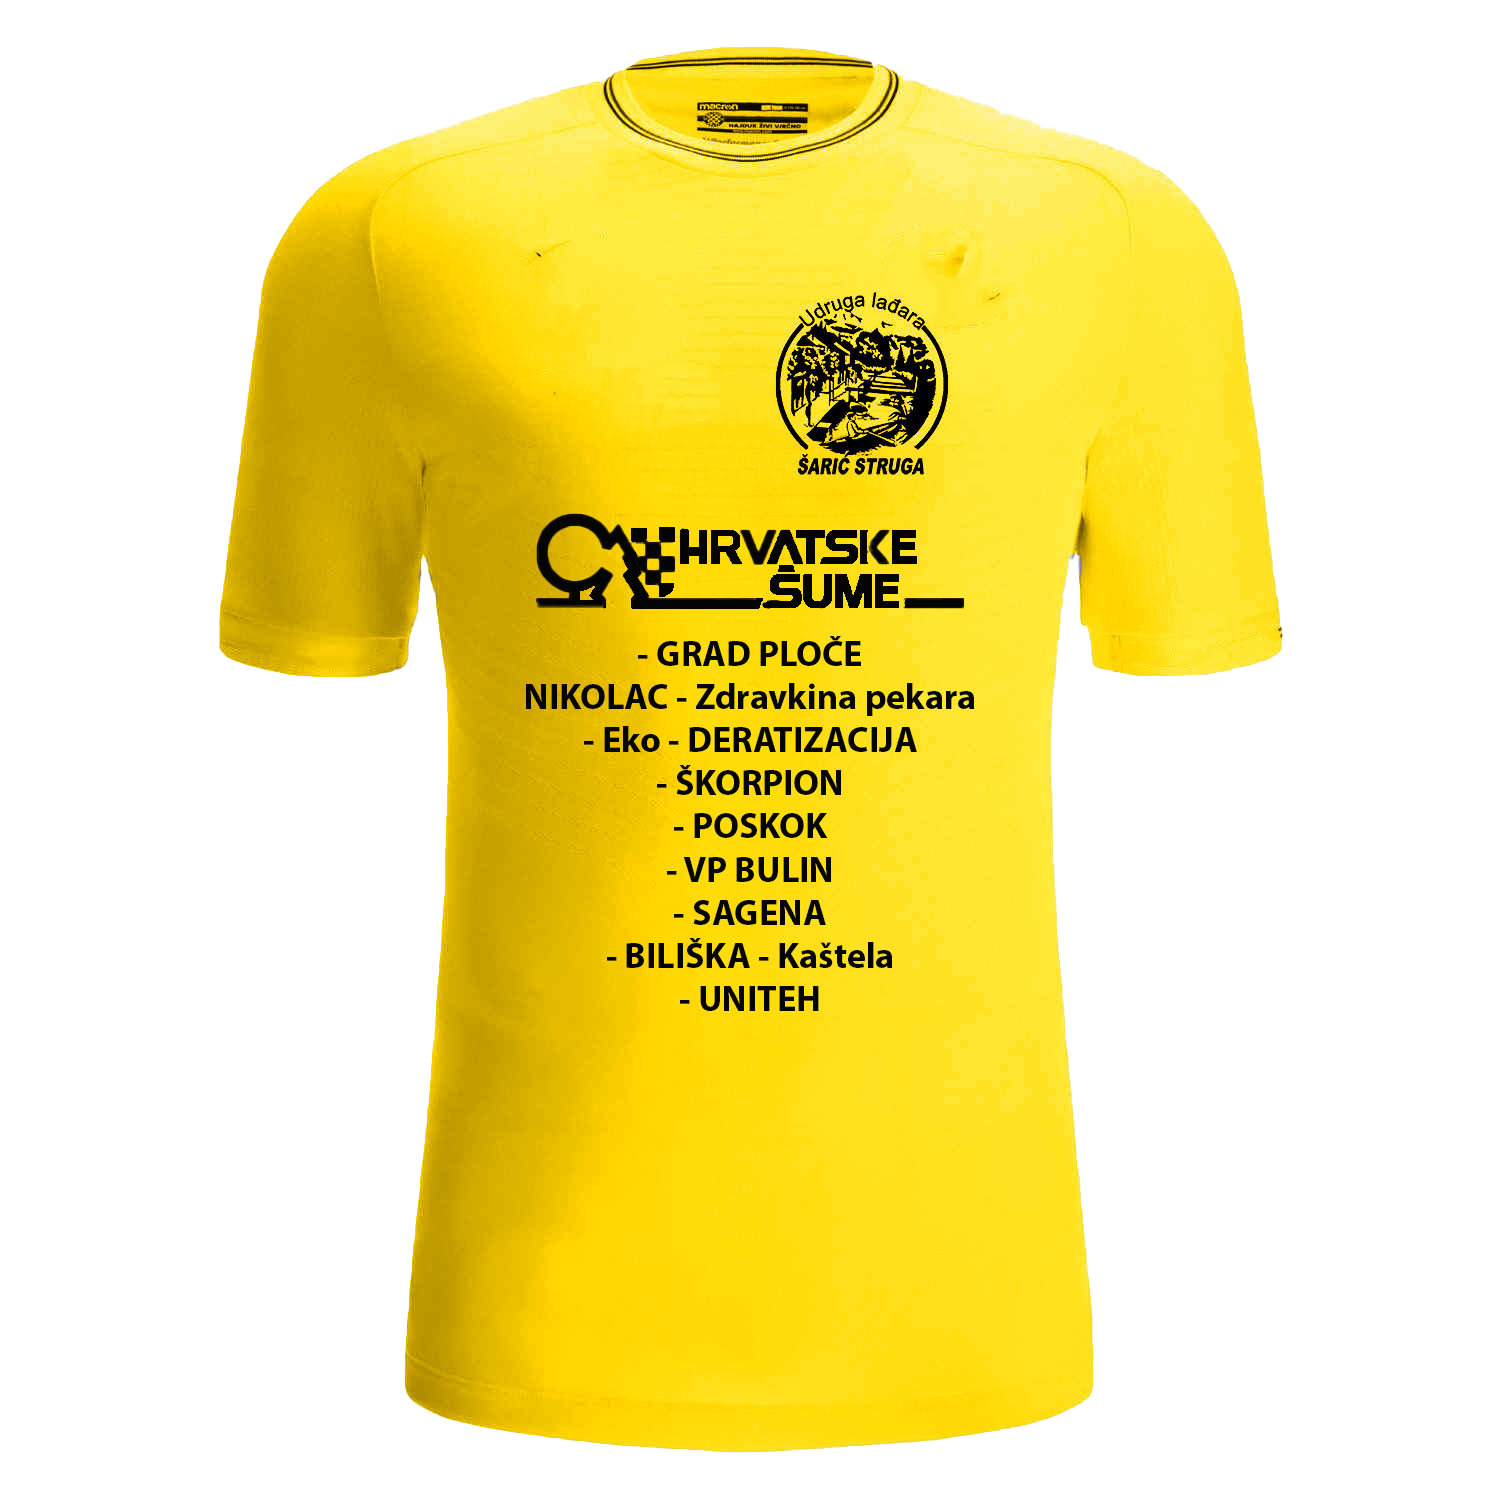 macron
HAJDUK ŽIVI VJEČNO
Udruga lađara
ŠARIĆ STRUGA
HRVATSKE
ŠUME
- GRAD PLOČE
NIKOLAC - Zdravkina pekara
- Eko - DERATIZACIJA
- ŠKORPION
- POSKOK
- VP BULIN
- SAGENA
- BILIŠKA - Kaštela
- UNITEH